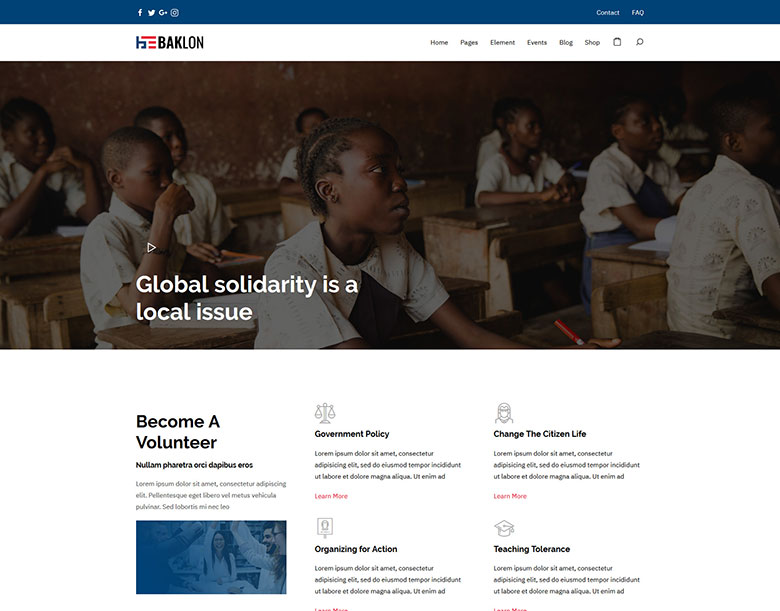 Contact FAQ
BAKLON
Home Pages Element Events Blog Shop
Global solidarity is a
local issue
Become A
Volunteer
Nullam pharetra orci dapibus eros
Lorem ipsum dolor sit amet, consectetur adipiscing
elit. Pellentesque eget libero vel metus vehicula
pulvinar. Sed lobortis mi nec leo
Government Policy
Lorem ipsum dolor sit amet, consectetur
adipisicing elit, sed do eiusmod tempor incididunt
ut labore et dolore magna aliqua. Ut enim ad
Learn More
Change The Citizen Life
Lorem ipsum dolor sit amet, consectetur
adipisicing elit, sed do eiusmod tempor incididunt
ut labore et dolore magna aliqua. Ut enim ad
Learn More
Organizing for Action
Lorem ipsum dolor sit amet, consectetur
adipisicing elit, sed do eiusmod tempor incididunt
ut labore et dolore magna aliqua. Ut enim ad
Learn More
Teaching Tolerance
Lorem ipsum dolor sit amet, consectetur
adipisicing elit, sed do eiusmod tempor incididunt
ut labore et dolore magna aliqua. Ut enim ad
Learn More